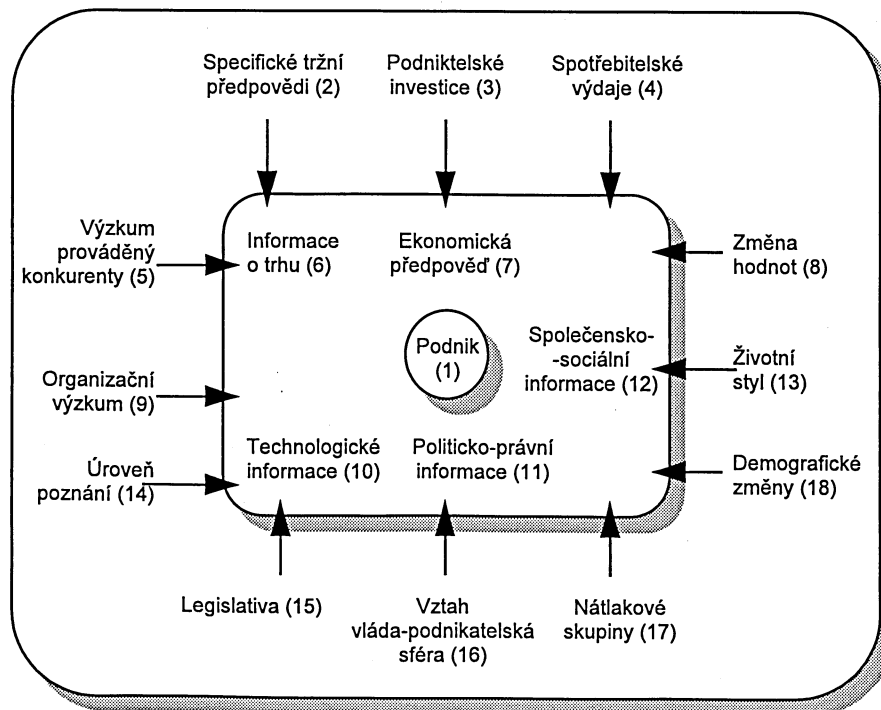 Specifické tržní
předpovědi (2)
Podniktelské
investice (3)
Spotřebitelské
výdaje (4)
Výzkum
prováděný
konkurenty (5)
Informace
o trhu (6)
Ekonomická
předpověď (7)
Změna
hodnot (8)
Podnik
(1)
Společensko-
-sociální
informace (12)
Životní
styl (13)
Organizační
výzkum (9)
Technologické
informace (10)
Politicko-právní
informace (11)
Úroveň
poznání (14)
Demografické
změny (18)
Legislativa (15)
Vztah
vláda-podnikatelská
sféra (16)
Nátlakové
skupiny (17)